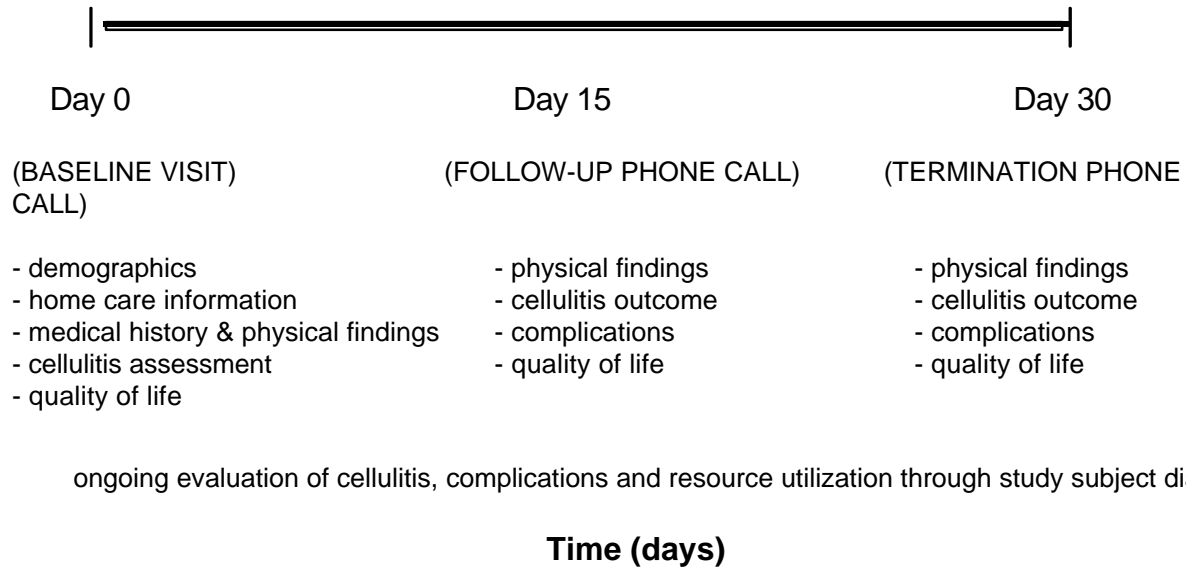 Day 0 Day 15 Day 30
(BASELINE VISIT) (FOLLOW-UP PHONE CALL) (TERMINATION PHONE
CALL)
- demographics - physical findings - physical findings
- home care information - cellulitis outcome - cellulitis outcome
- medical history & physical findings - complications - complications
- cellulitis assessment - quality of life - quality of life
- quality of life
ongoing evaluation of cellulitis, complications and resource utilization through study subject
Time (days)